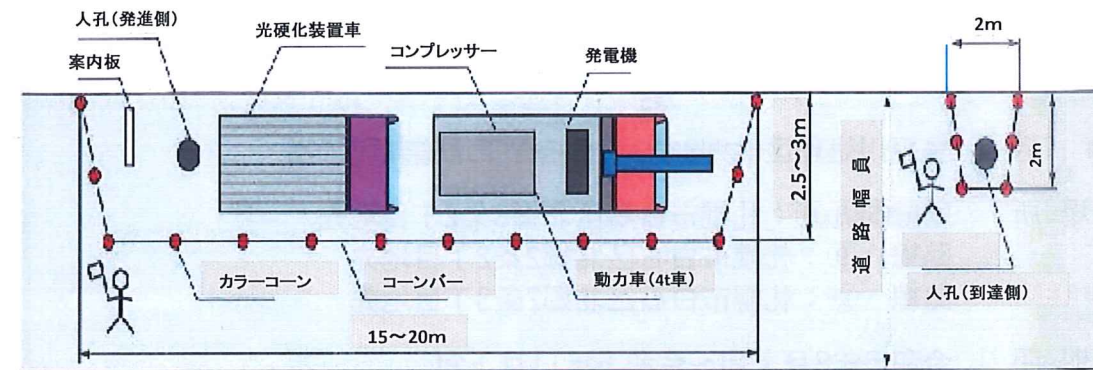 人孔(発進側)
光硬化装置車
コンプレッサー
発電機
案内板
2m
2.5～3m
道路幅員
2m
カラーコーン
コーンバー
動力車(4t車)
人孔(到達側)
15～20m